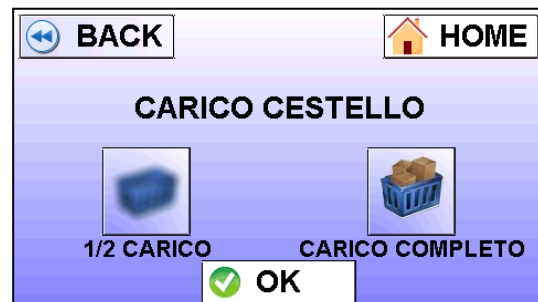 BACK
HOME
CARICO CESTELLO
1/2 CARICO
CARICO COMPLETO
OK